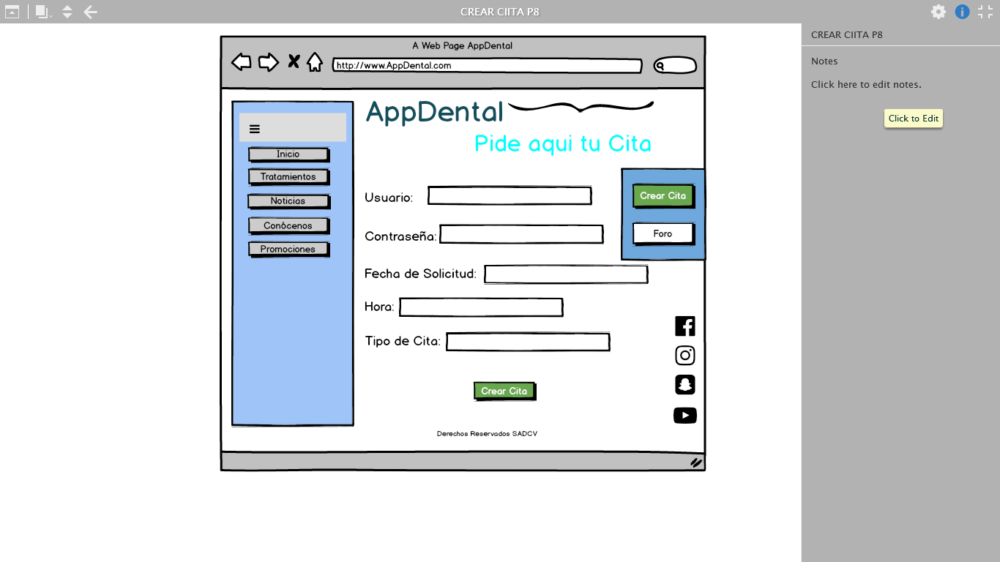 CREAR CIITA P8
CREAR CIITA P8
Notes
Click here to edit notes.
Click to Edit
A Web Page AppDental
http://www.AppDental.com
AppDental
Pide aqui tu Cita
Inicio
Tratamientos
Noticias
Conócenos
Promociones
Usuario:
Contraseña:
Fecha de Solicitud:
Hora:
Tipo de Cita:
Crear Cita
Foro
Crear Cita
Derechos Reservados SADCV